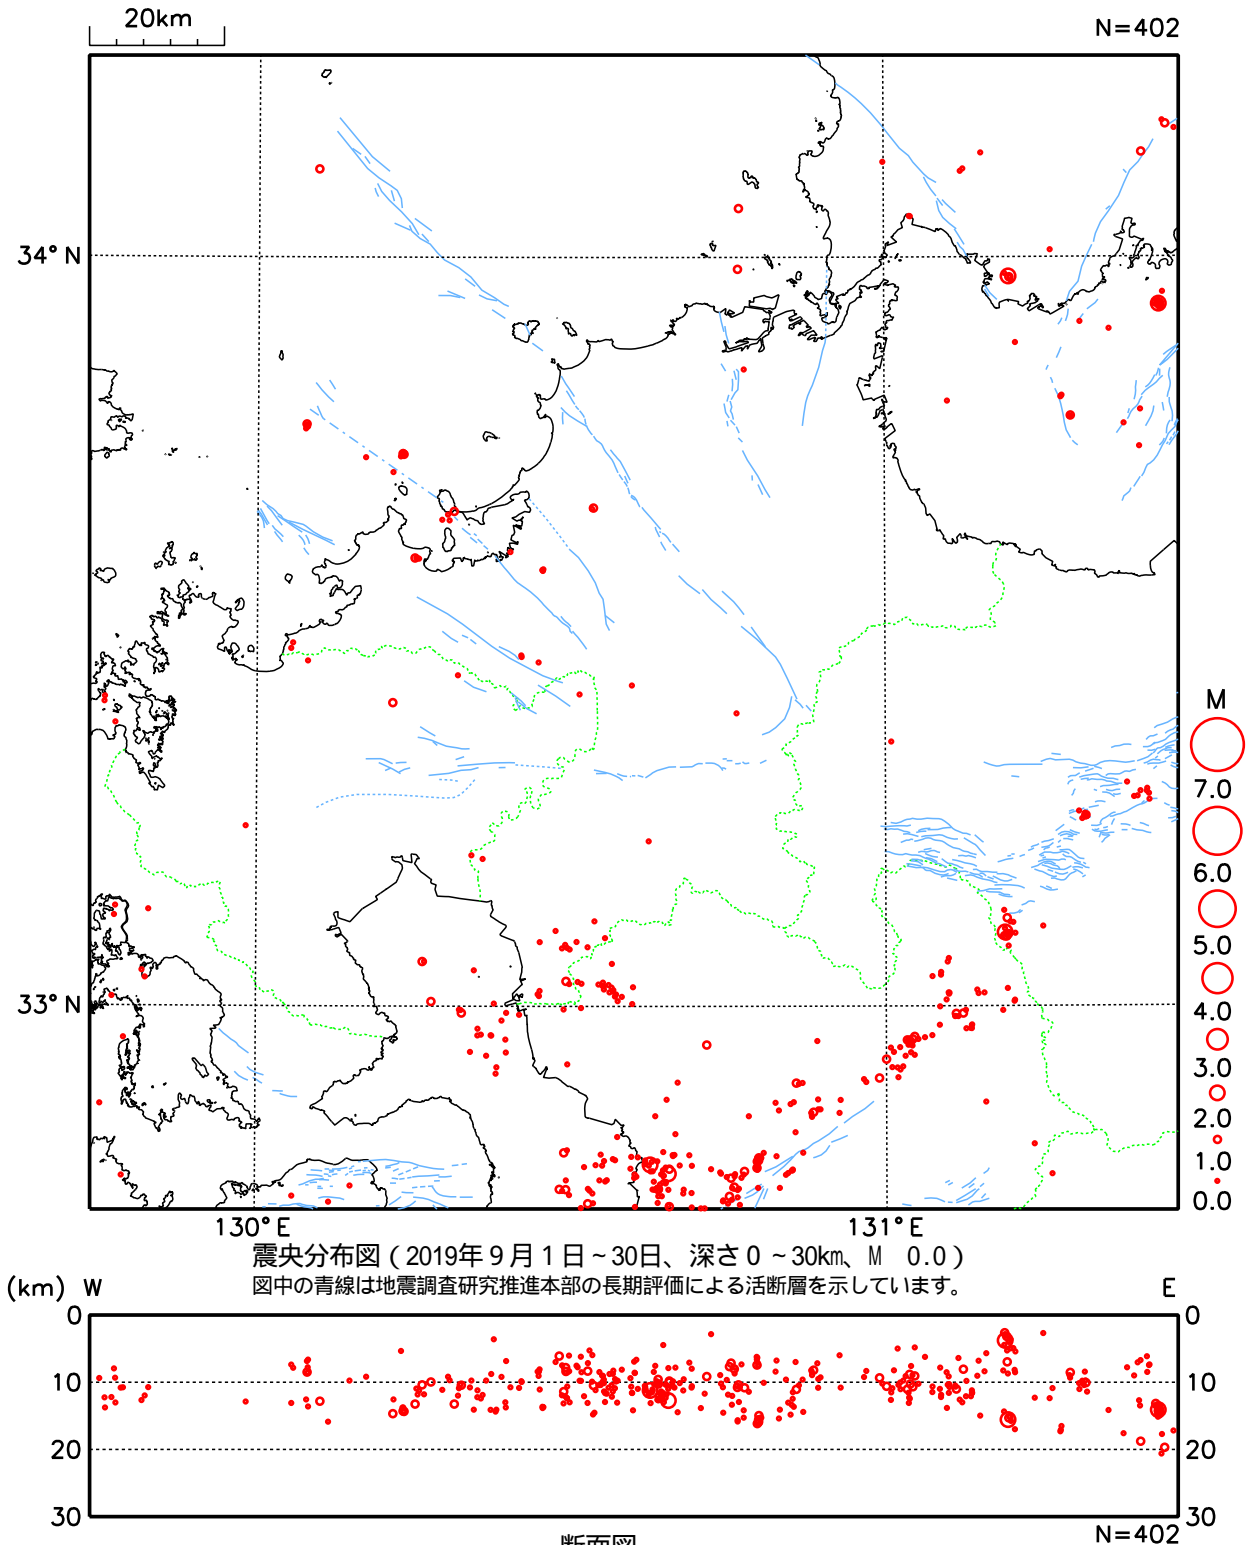 20km
N=402
34°N
33°N
130°E
131°E
M
7.0
6.0
5.0
4.0
3.0
2.0
1.0
0.0
震央分布図（2019年９月１日～30日、深さ０～30km、M 0.0）
図中の青線は地震調査研究推進本部の長期評価による活断層を示しています。
(km) W
E
0
0
10
10
20
20
30
30
N=402
断面図